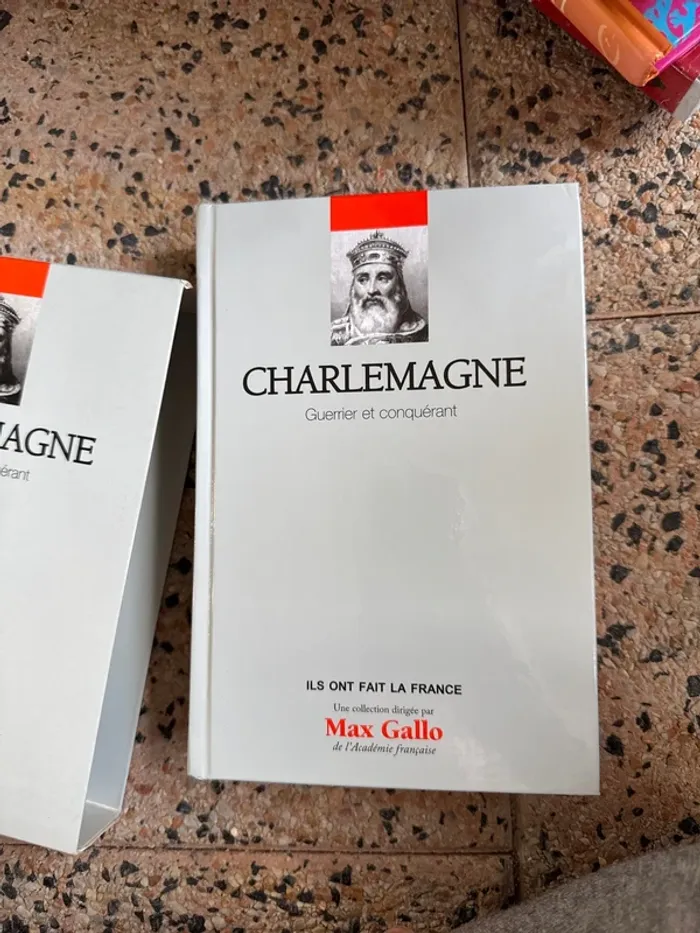 CHARLEMAGNE
Guerrier et conquérant
ILS ONT FAIT LA FRANCE
Une collection dirigée par
Max Gallo
de l'Académie française
MAGNE
érant